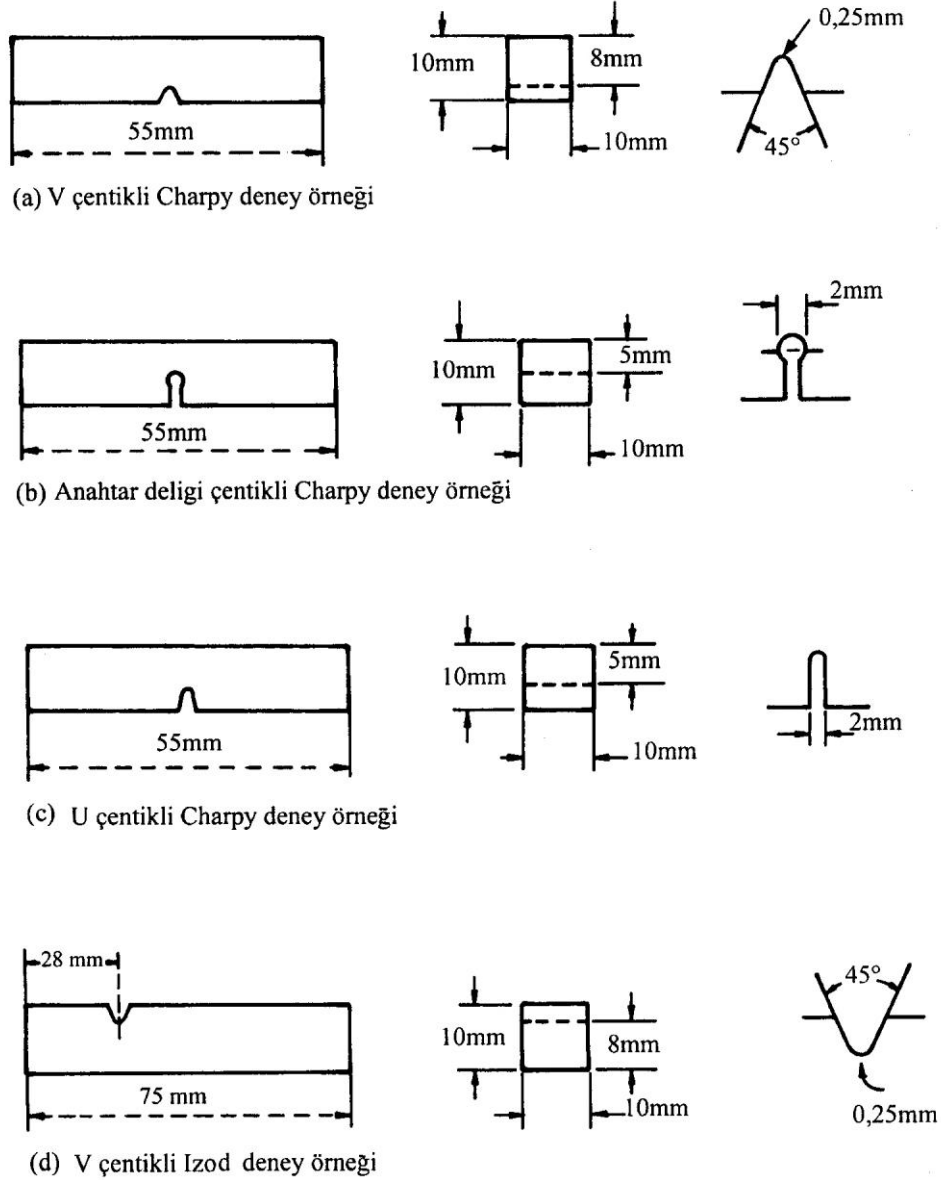 0,25mm
10mm
8mm
55mm
10mm
45°
(a) V çentikli Charpy deney örneği
2mm
10mm
5mm
55mm
10mm
(b) Anahtar deligi çentikli Charpy deney örneği
10mm
5mm
55mm
10mm
2mm
(c) U çentikli Charpy deney örneği
28 mm
45°
10mm
8mm
75 mm
10mm
0,25mm
(d) V çentikli Izod deney örneği